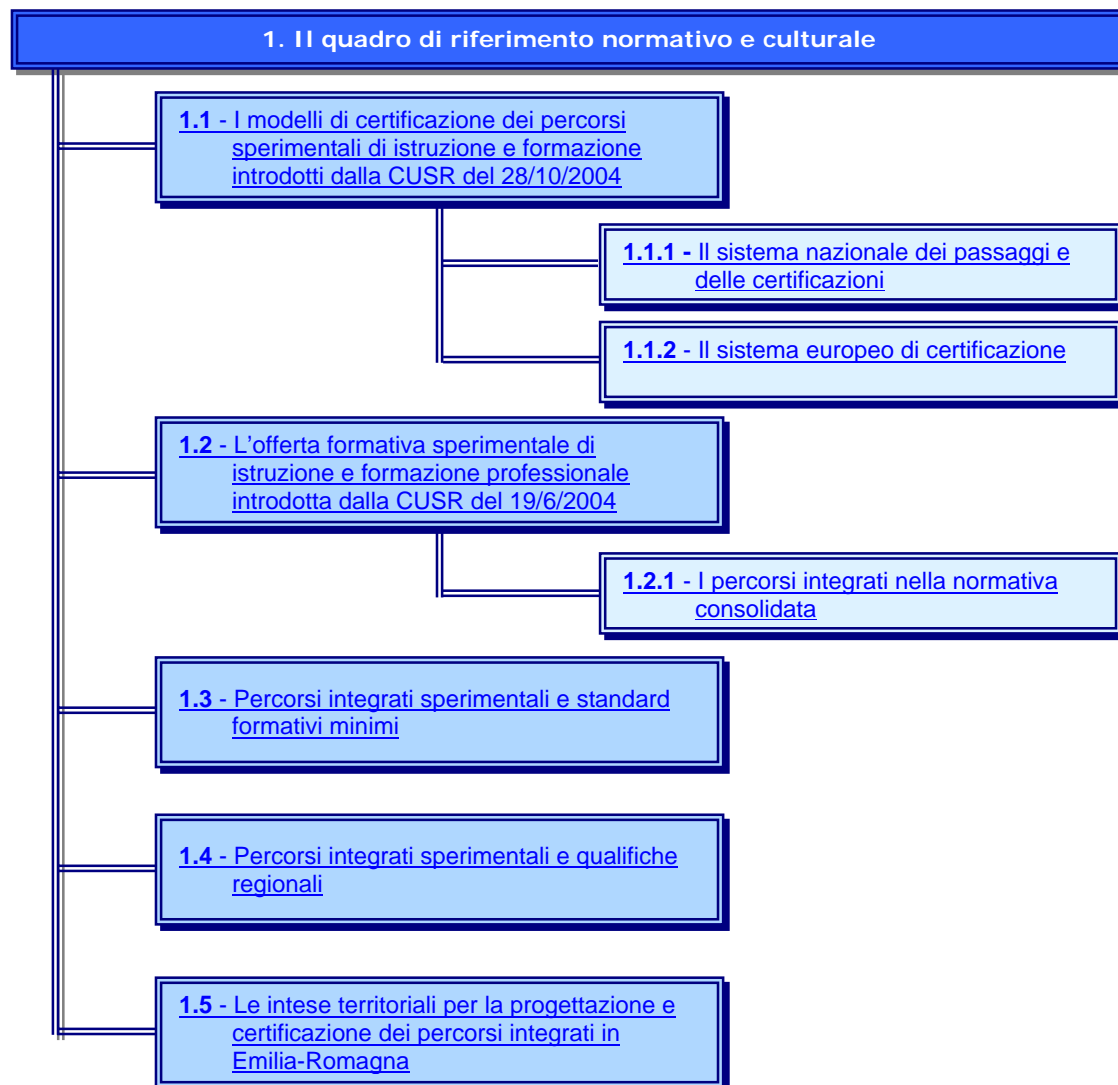 1. Il quadro di riferimento normativo e culturale
1.1 - I modelli di certificazione dei percorsi
sperimentali di istruzione e formazione
introdotti dalla CUSR del 28/10/2004
1.1.1 - Il sistema nazionale dei passaggi e
delle certificazioni
1.1.2 - Il sistema europeo di certificazione
1.2 - L'offerta formativa sperimentale di
istruzione e formazione professionale
introdotta dalla CUSR del 19/6/2004
1.2.1 - I percorsi integrati nella normativa
consolidata
1.3 - Percorsi integrati sperimentali e standard
formativi minimi
1.4 - Percorsi integrati sperimentali e qualifiche
regionali
1.5 - Le intese territoriali per la progettazione e
certificazione dei percorsi integrati in
Emilia-Romagna